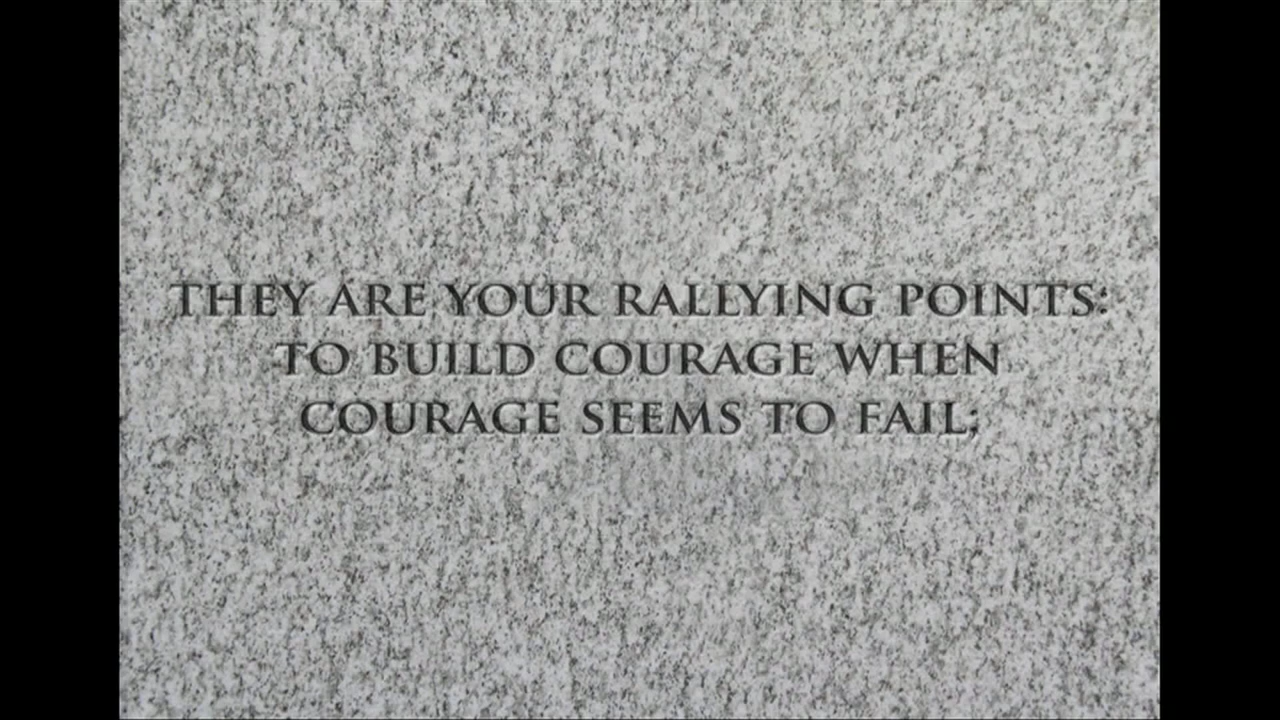 THEY ARE YOUR RALLYING POINTS:
TO BUILD COURAGE WHEN
COURAGE SEEMS TO FAIL;